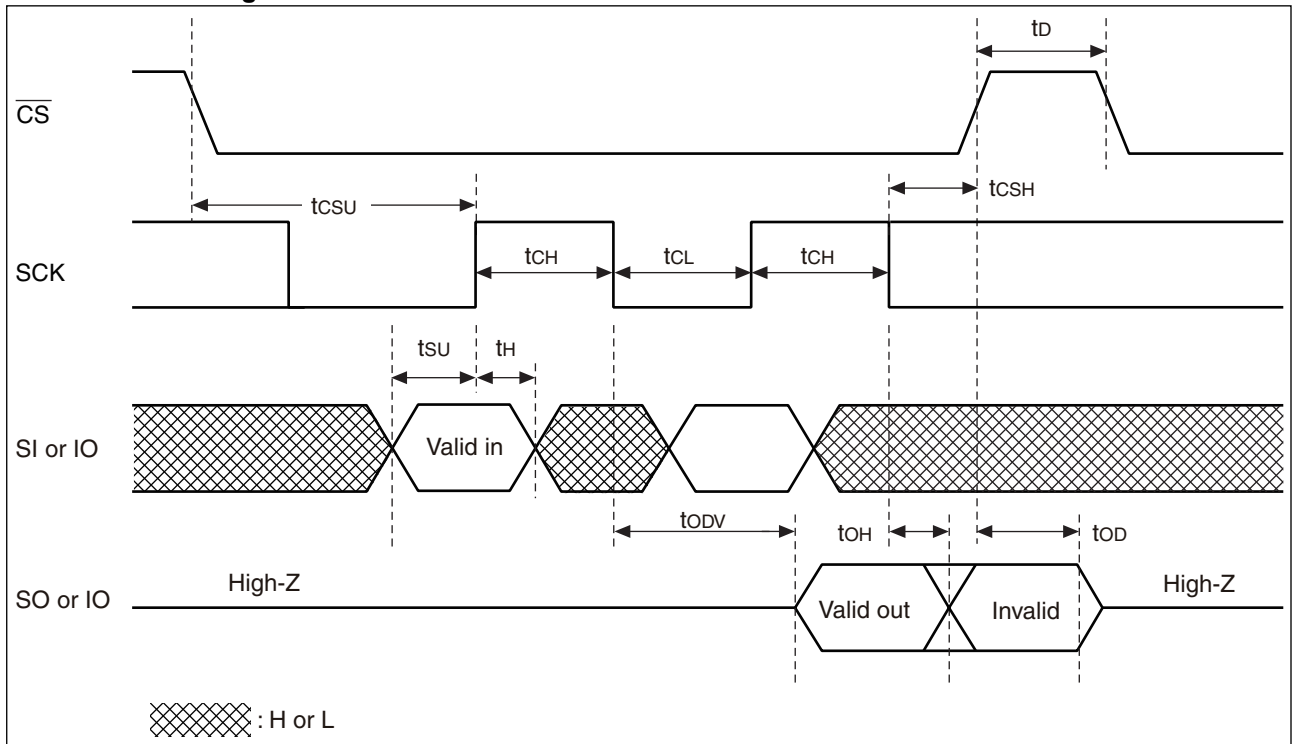 tD
CS
tCSU
tCSH
SCK
tCH
tCL
tCH
tSU
tH
SI or IO
Valid in
tODV
tOH
tOD
SO or IO
High-Z
Valid out
Invalid
High-Z
: H or L